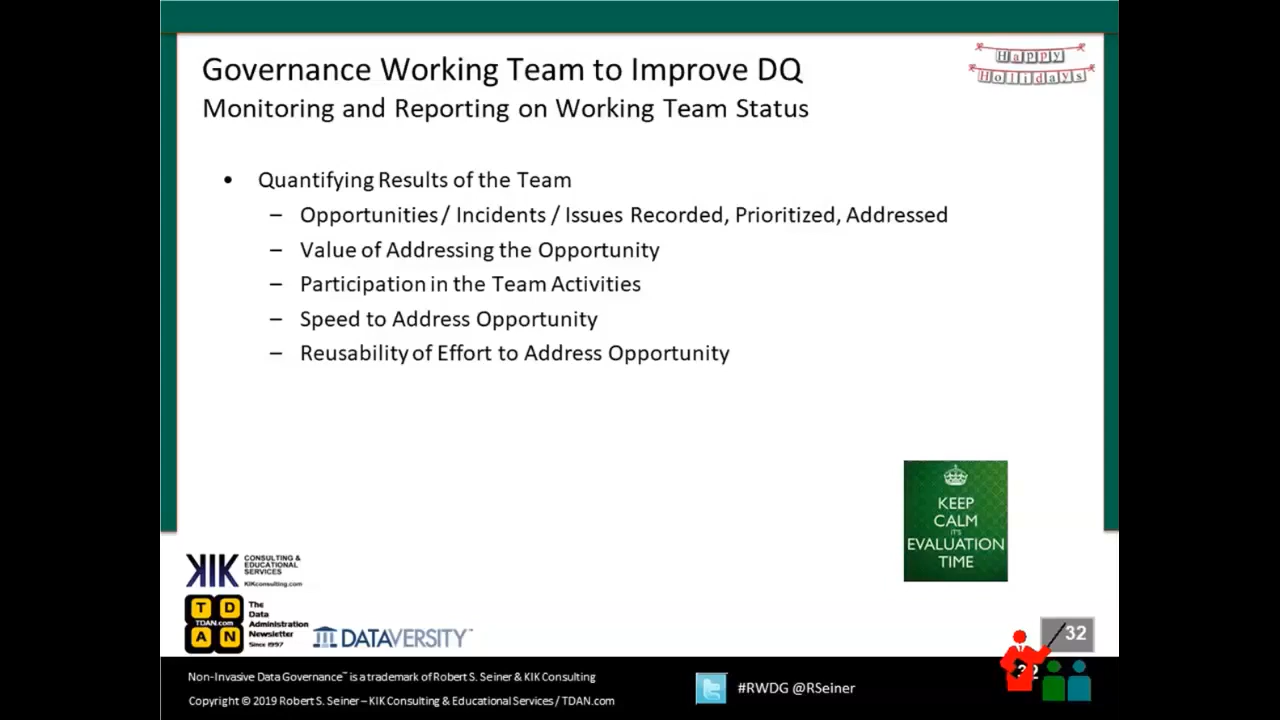 Governance Working Team to Improve DQ
Happy
Holidays
Monitoring and Reporting on Working Team Status
• Quantifying Results of the Team
– Opportunities / Incidents / Issues Recorded, Prioritized, Addressed
– Value of Addressing the Opportunity
– Participation in the Team Activities
– Speed to Address Opportunity
– Reusability of Effort to Address Opportunity
KEEP
CALM
IT'S
EVALUATION
TIME
KIK
CONSULTING &
EDUCATIONAL
SERVICES
KIKconsulting.com
T D
TDAN.com
A N
The
Data
Administration
Newsletter
Since 1997
DATAVERSITY™
32
32
Non-Invasive Data Governance™ is a trademark of Robert S. Seiner & KIK Consulting
#RWDG @RSeiner
Copyright © 2019 Robert S. Seiner – KIK Consulting & Educational Services / TDAN.com